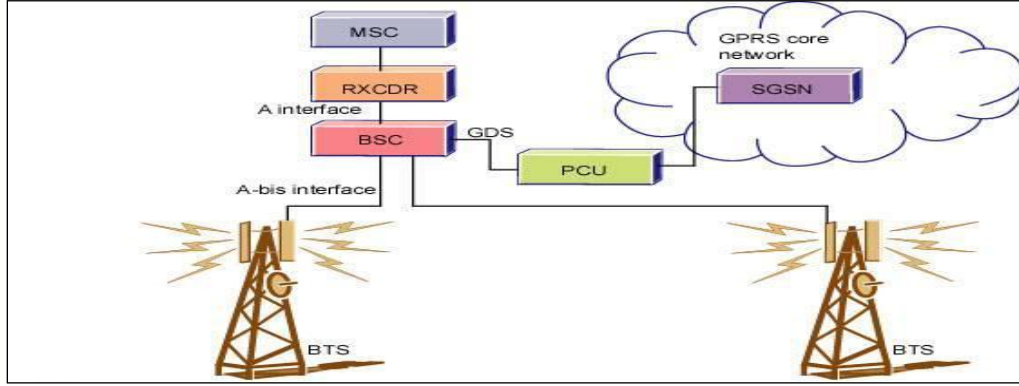 MSC
GPRS core
network
RXCDR
SGSN
A interface
BSC
GDS
PCU
A-bis interface
BTS
BTS